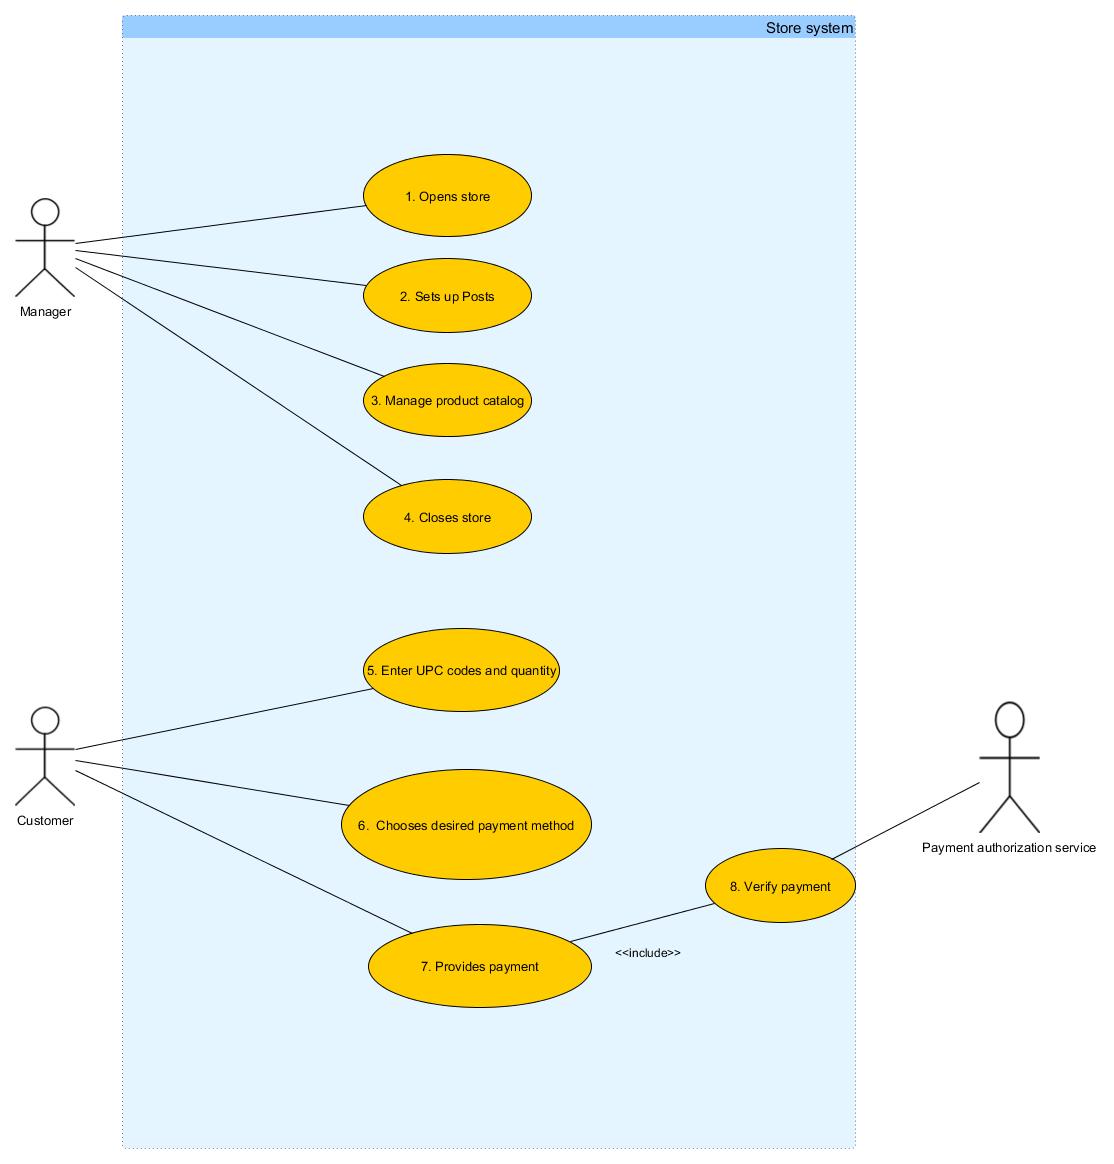 Store system
1. Opens store
2. Sets up Posts
Manager
3. Manage product catalog
4. Closes store
5. Enter UPC codes and quantity
Customer
6.  Chooses desired payment method
Payment authorization service
8. Verify payment
<<include>>
7. Provides payment